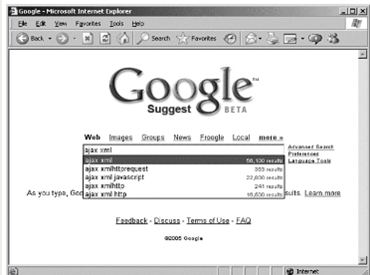 Google - Microsoft Internet Explorer
File Edit View Favorites Tools Help
Back Search Favorites
Google™
Suggest BETA
Web Images Groups News Froogle Local more »
ajax xml
Advanced Search
Preferences
Language Tools
ajax xml 58,100 results
ajax xmlhttprequest 353 results
ajax xml javascript 22,600 results
ajax xmlhttp 241 results
ajax xml http 16,500 results
As you type, Goo sults. Learn more
Feedback - Discuss - Terms of Use - FAQ
©2005 Google
Internet